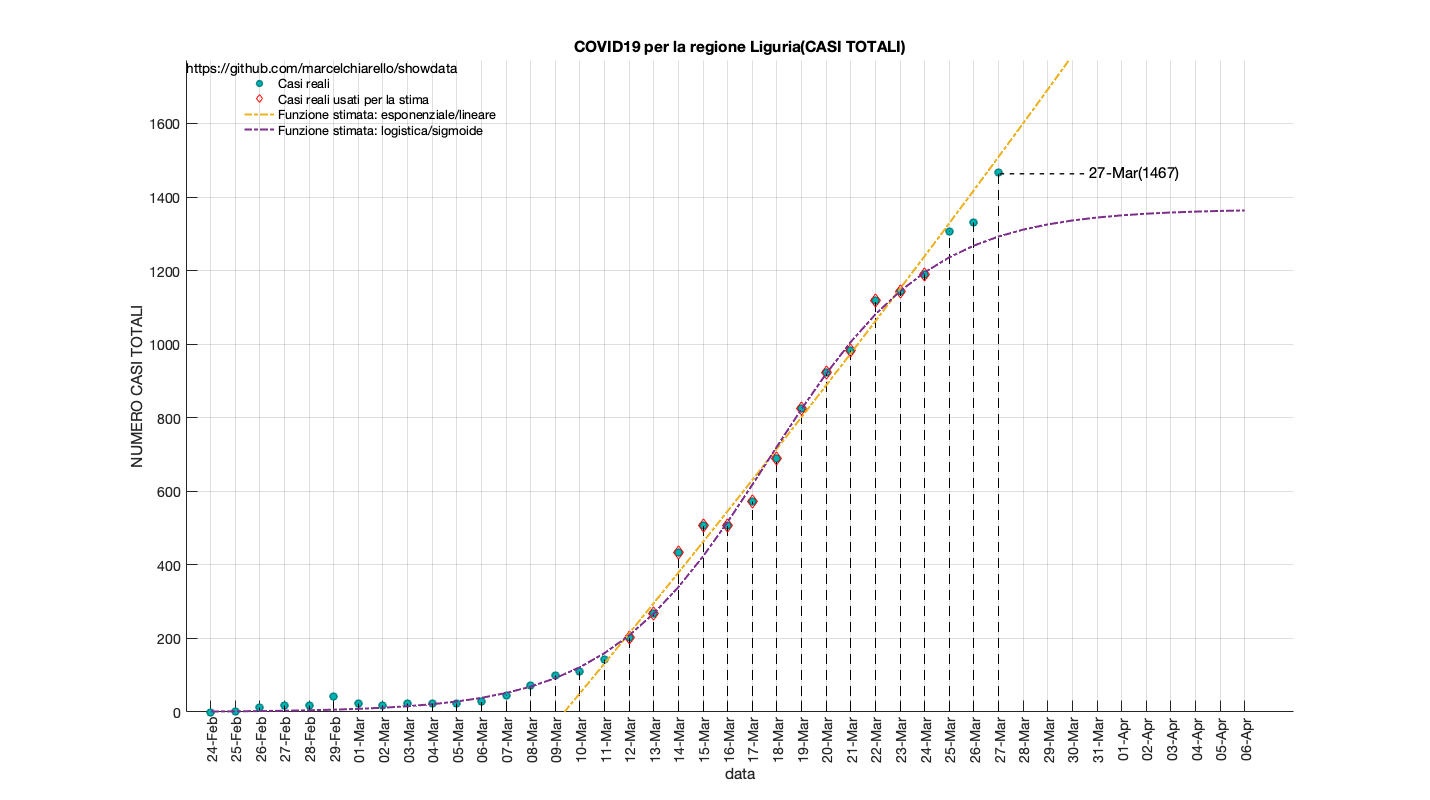 COVID19 per la regione Liguria(CASI TOTALI)
https://github.com/marcelchiarello/showdata
Casi reali
Casi reali usati per la stima
Funzione stimata: esponenziale/lineare
Funzione stimata: logistica/sigmoide
27-Mar(1467)
NUMERO CASI TOTALI
1600
1400
1200
1000
800
600
400
200
0
24-Feb
25-Feb
26-Feb
27-Feb
28-Feb
29-Feb
01-Mar
02-Mar
03-Mar
04-Mar
05-Mar
06-Mar
07-Mar
08-Mar
09-Mar
10-Mar
11-Mar
12-Mar
13-Mar
14-Mar
15-Mar
16-Mar
17-Mar
18-Mar
19-Mar
20-Mar
21-Mar
22-Mar
23-Mar
24-Mar
25-Mar
26-Mar
27-Mar
28-Mar
29-Mar
30-Mar
31-Mar
01-Apr
02-Apr
03-Apr
04-Apr
05-Apr
06-Apr
data